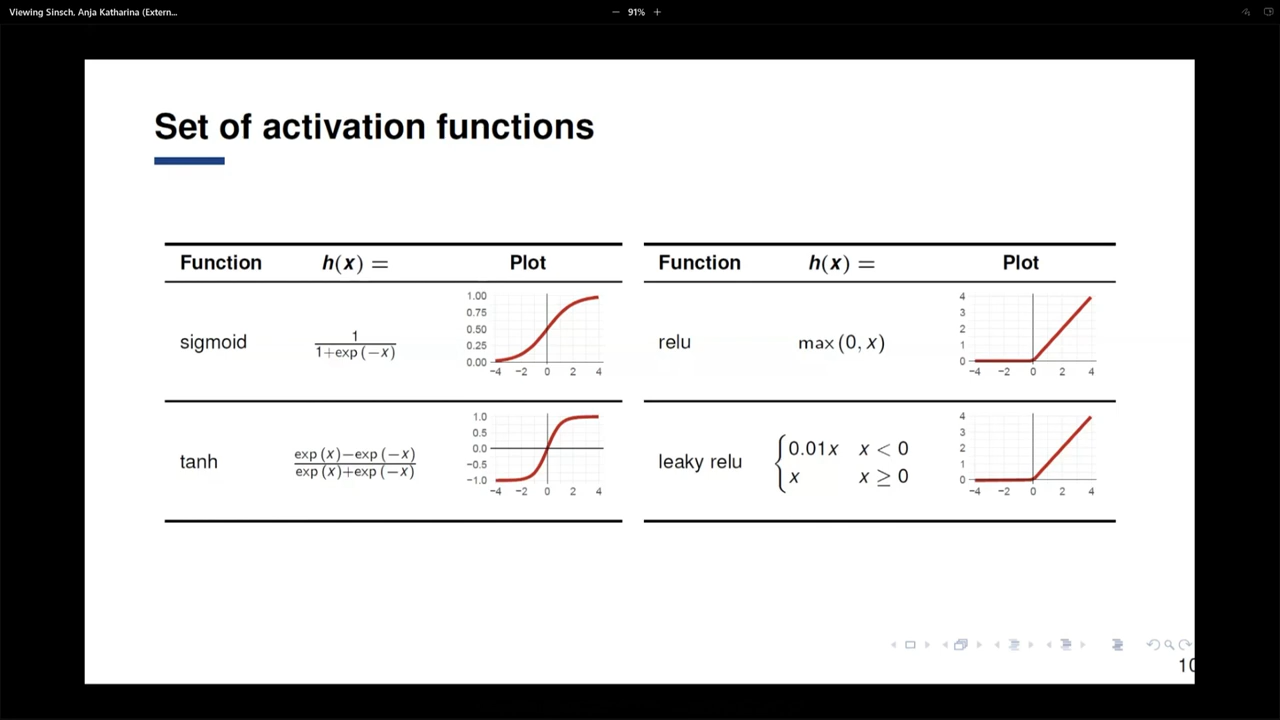 Viewing Sinsch, Anja Katharina (Extern...
− 91% +
Set of activation functions
Function h(x) = Plot
sigmoid 1/(1+exp (−x))
1.00
0.75
0.50
0.25
0.00
−4 −2 0 2 4
tanh (exp (x)−exp (−x))/(exp (x)+exp (−x))
1.0
0.5
0.0
−0.5
−1.0
−4 −2 0 2 4
Function h(x) = Plot
relu max (0, x)
4
3
2
1
0
−4 −2 0 2 4
leaky relu
{ 0.01x x < 0
x x ≥ 0
4
3
2
1
0
−4 −2 0 2 4
10